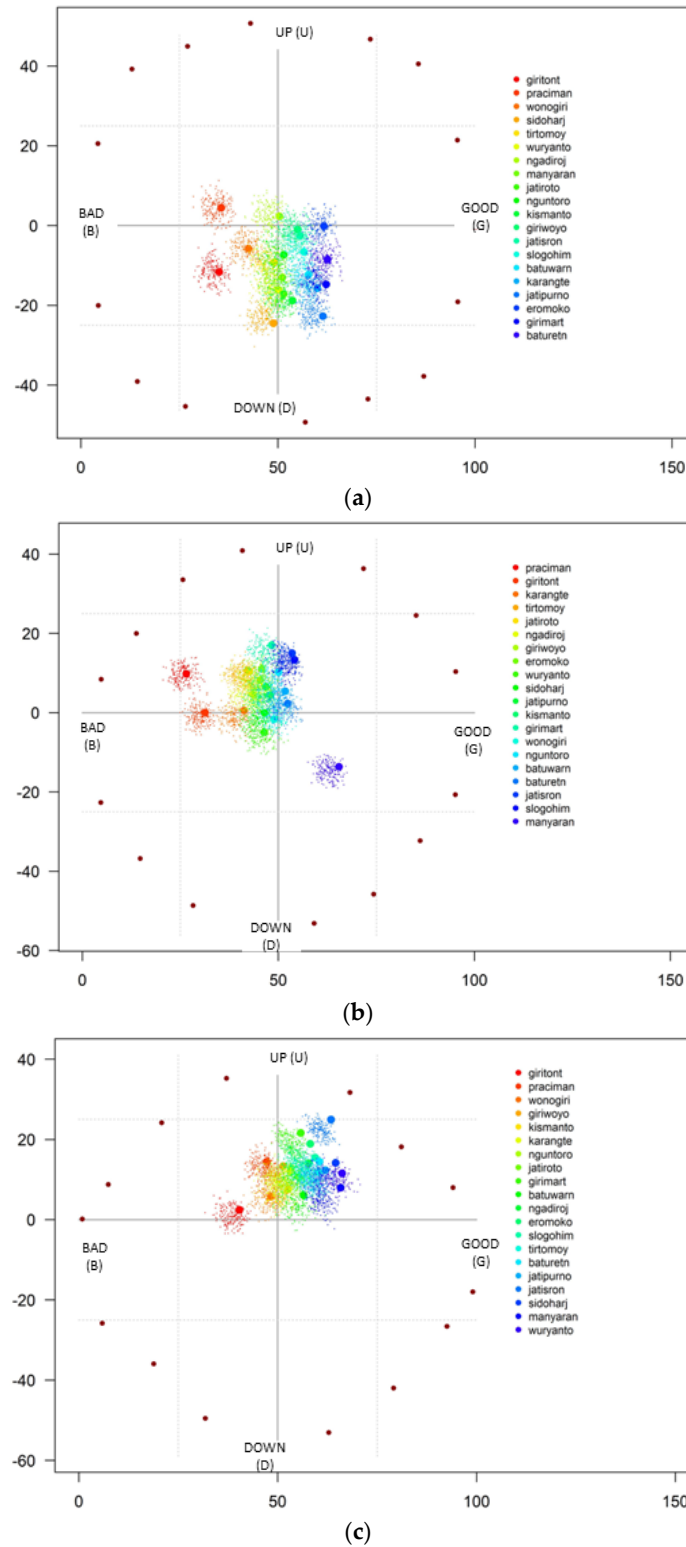 UP (U)
40
giritont
praciman
wonogiri
sidoharj
20
tirtomoy
wuryanto
ngadiroj
manyaran
BAD
(B)
GOOD
(G)
jatiroto
0
nguntoro
kismanto
giriwoyo
jatisron
slogohim
batuwarn
karangte
-20
jatipurno
eromoko
girimart
baturetn
-40
DOWN (D)
0 50 100 150
(a)
UP (U)
40
praciman
giritont
karangte
tirtomoy
20
jatiroto
ngadiroj
giriwoyo
eromoko
wuryanto
0
sidoharj
BAD
(B)
GOOD
(G)
jatipurno
kismanto
girimart
wonogiri
nguntoro
-20
batuwarn
baturetn
jatisron
slogohim
manyaran
-40
DOWN
(D)
-60
0 50 100 150
(b)
UP (U)
40
giritont
praciman
wonogiri
giriwoyo
20
kismanto
karangte
nguntoro
jatiroto
girimart
0
batuwarn
BAD
(B)
GOOD
(G)
ngadiroj
eromoko
slogohim
tirtomoy
-20
baturetn
jatipurno
jatisron
sidoharj
manyaran
wuryanto
-40
DOWN
(D)
-60
0 50 100 150
(c)